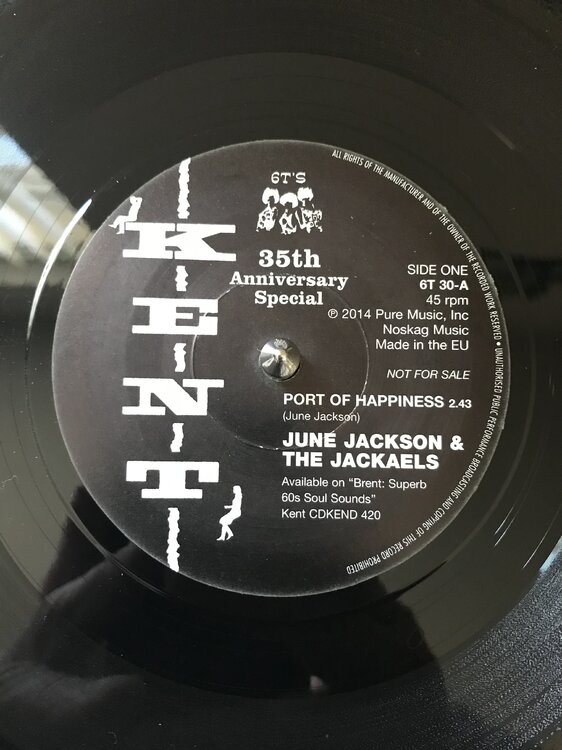 6T'S
KENT
35th
Anniversary
Special
SIDE ONE
6T 30-A
45 rpm
℗ 2014 Pure Music, Inc
Noskag Music
Made in the EU
NOT FOR SALE
PORT OF HAPPINESS 2.43
(June Jackson)
JUNE JACKSON &
THE JACKAELS
Available on "Brent: Superb
60s Soul Sounds"
Kent CDKEND 420
ALL RIGHTS OF THE MANUFACTURER AND OF THE OWNER OF THE RECORDED WORK RESERVED • UNAUTHORISED PUBLIC PERFORMANCE BROADCASTING AND COPYING OF THIS RECORD PROHIBITED